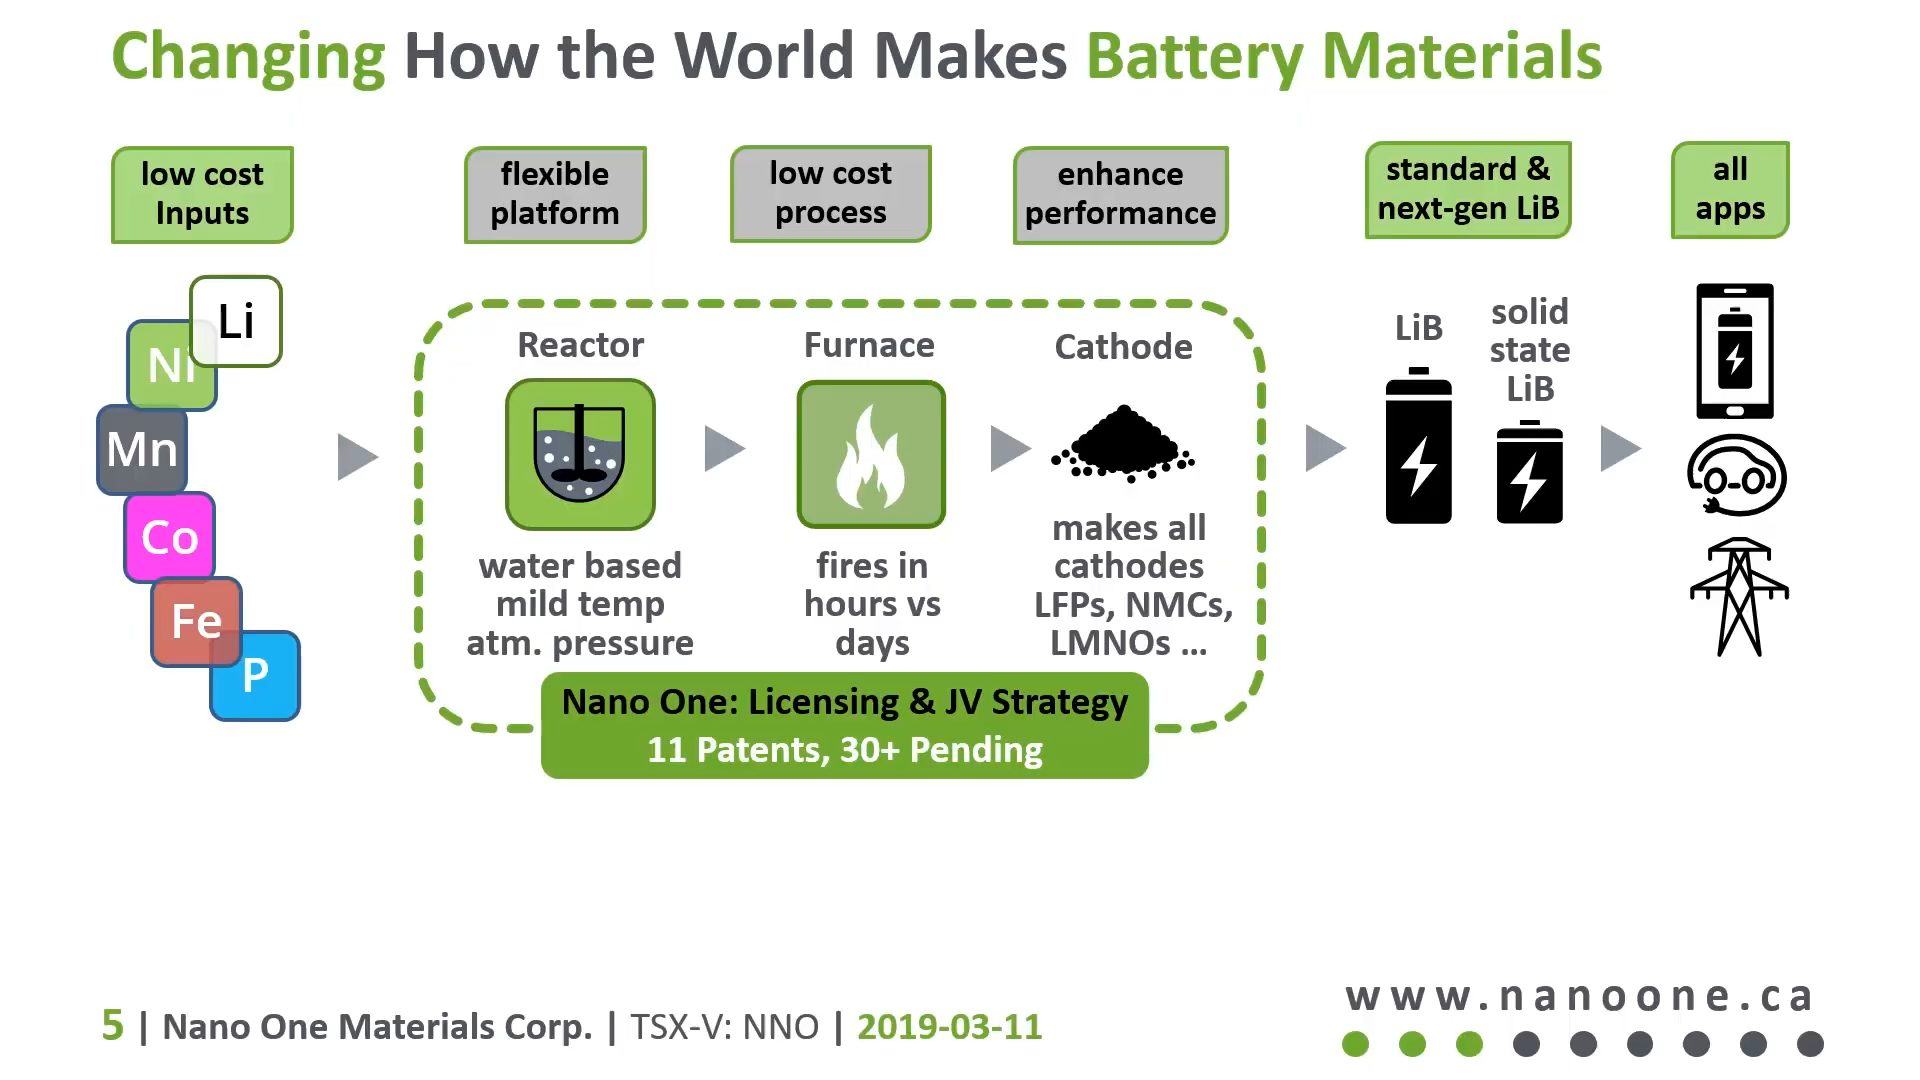 Changing How the World Makes Battery Materials
low cost
Inputs
flexible
platform
low cost
process
enhance
performance
standard &
next-gen LiB
all
apps
Li
Ni
Mn
Co
Fe
P
Reactor
water based
mild temp
atm. pressure
Furnace
fires in
hours vs
days
Cathode
makes all
cathodes
LFPs, NMCs,
LMNOs ...
Nano One: Licensing & JV Strategy
11 Patents, 30+ Pending
LiB
solid
state
LiB
5 | Nano One Materials Corp. | TSX-V: NNO | 2019-03-11
www.nanoone.ca